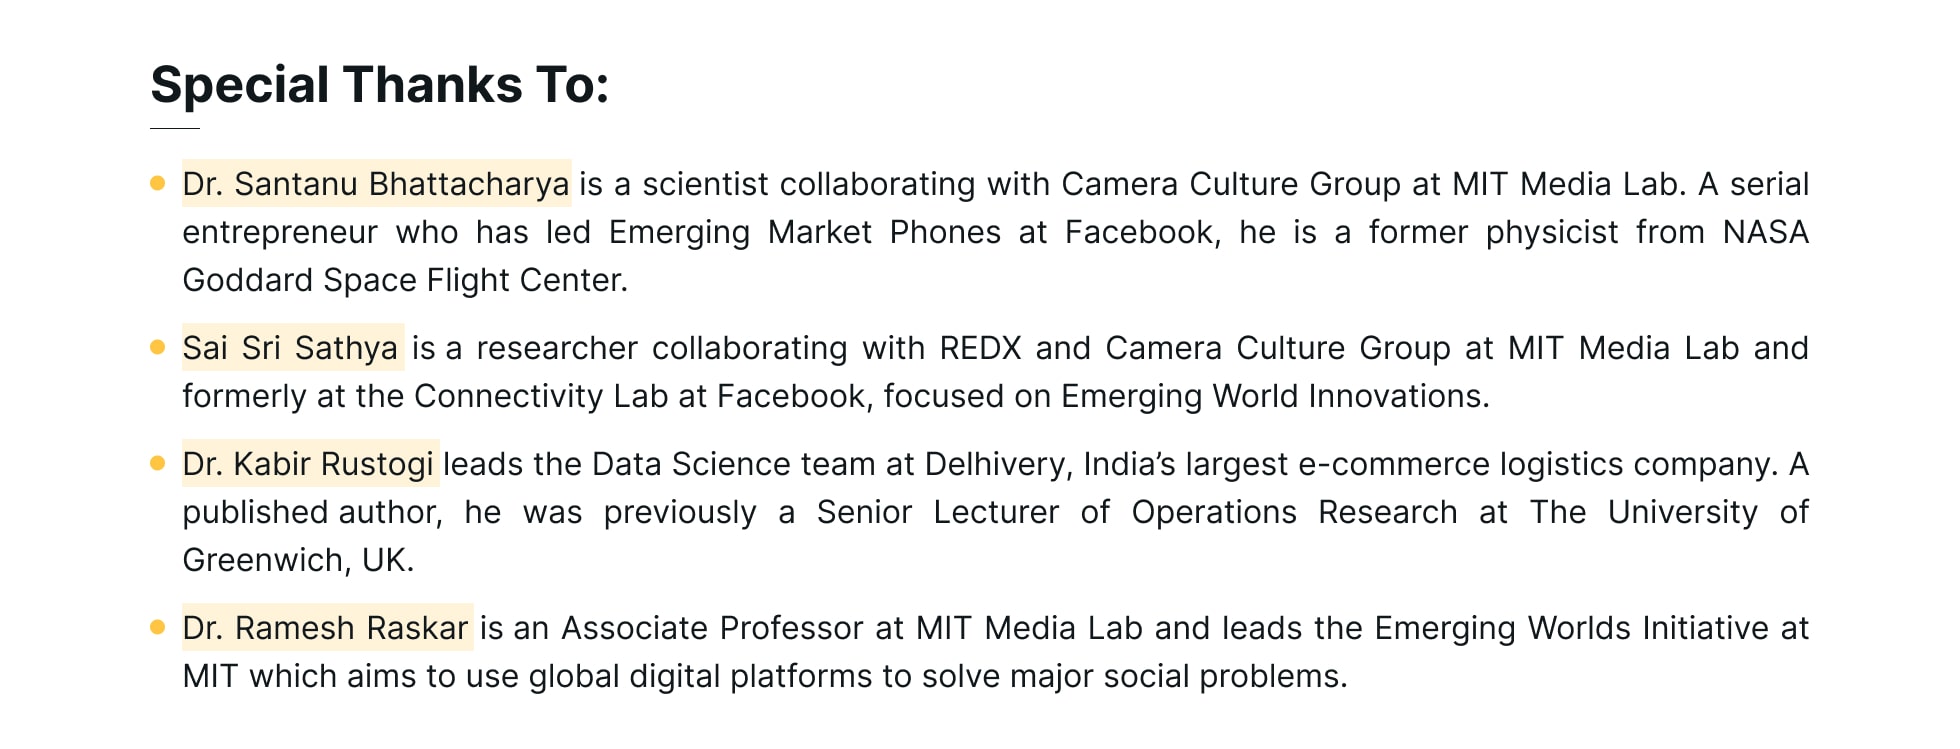 Special Thanks To:
Dr. Santanu Bhattacharya is a scientist collaborating with Camera Culture Group at MIT Media Lab. A serial
entrepreneur who has led Emerging Market Phones at Facebook, he is a former physicist from NASA
Goddard Space Flight Center.
Sai Sri Sathya is a researcher collaborating with REDX and Camera Culture Group at MIT Media Lab and
formerly at the Connectivity Lab at Facebook, focused on Emerging World Innovations.
Dr. Kabir Rustogi leads the Data Science team at Delhivery, India’s largest e-commerce logistics company. A
published author, he was previously a Senior Lecturer of Operations Research at The University of
Greenwich, UK.
Dr. Ramesh Raskar is an Associate Professor at MIT Media Lab and leads the Emerging Worlds Initiative at
MIT which aims to use global digital platforms to solve major social problems.